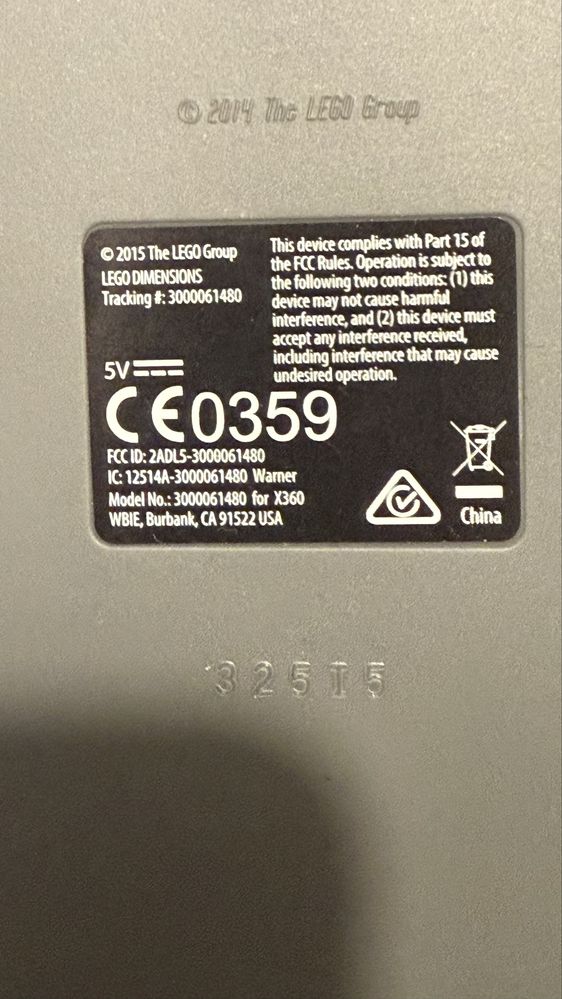 © 2014 The LEGO Group
© 2015 The LEGO Group
LEGO DIMENSIONS
Tracking #: 3000061480
This device complies with Part 15 of
the FCC Rules. Operation is subject to
the following two conditions: (1) this
device may not cause harmful
interference, and (2) this device must
accept any interference received,
including interference that may cause
undesired operation.
5V
CE0359
FCC ID: 2ADL5-3000061480
IC: 12514A-3000061480 Warner
Model No.: 3000061480 for X360
WBIE, Burbank, CA 91522 USA
China
325I5